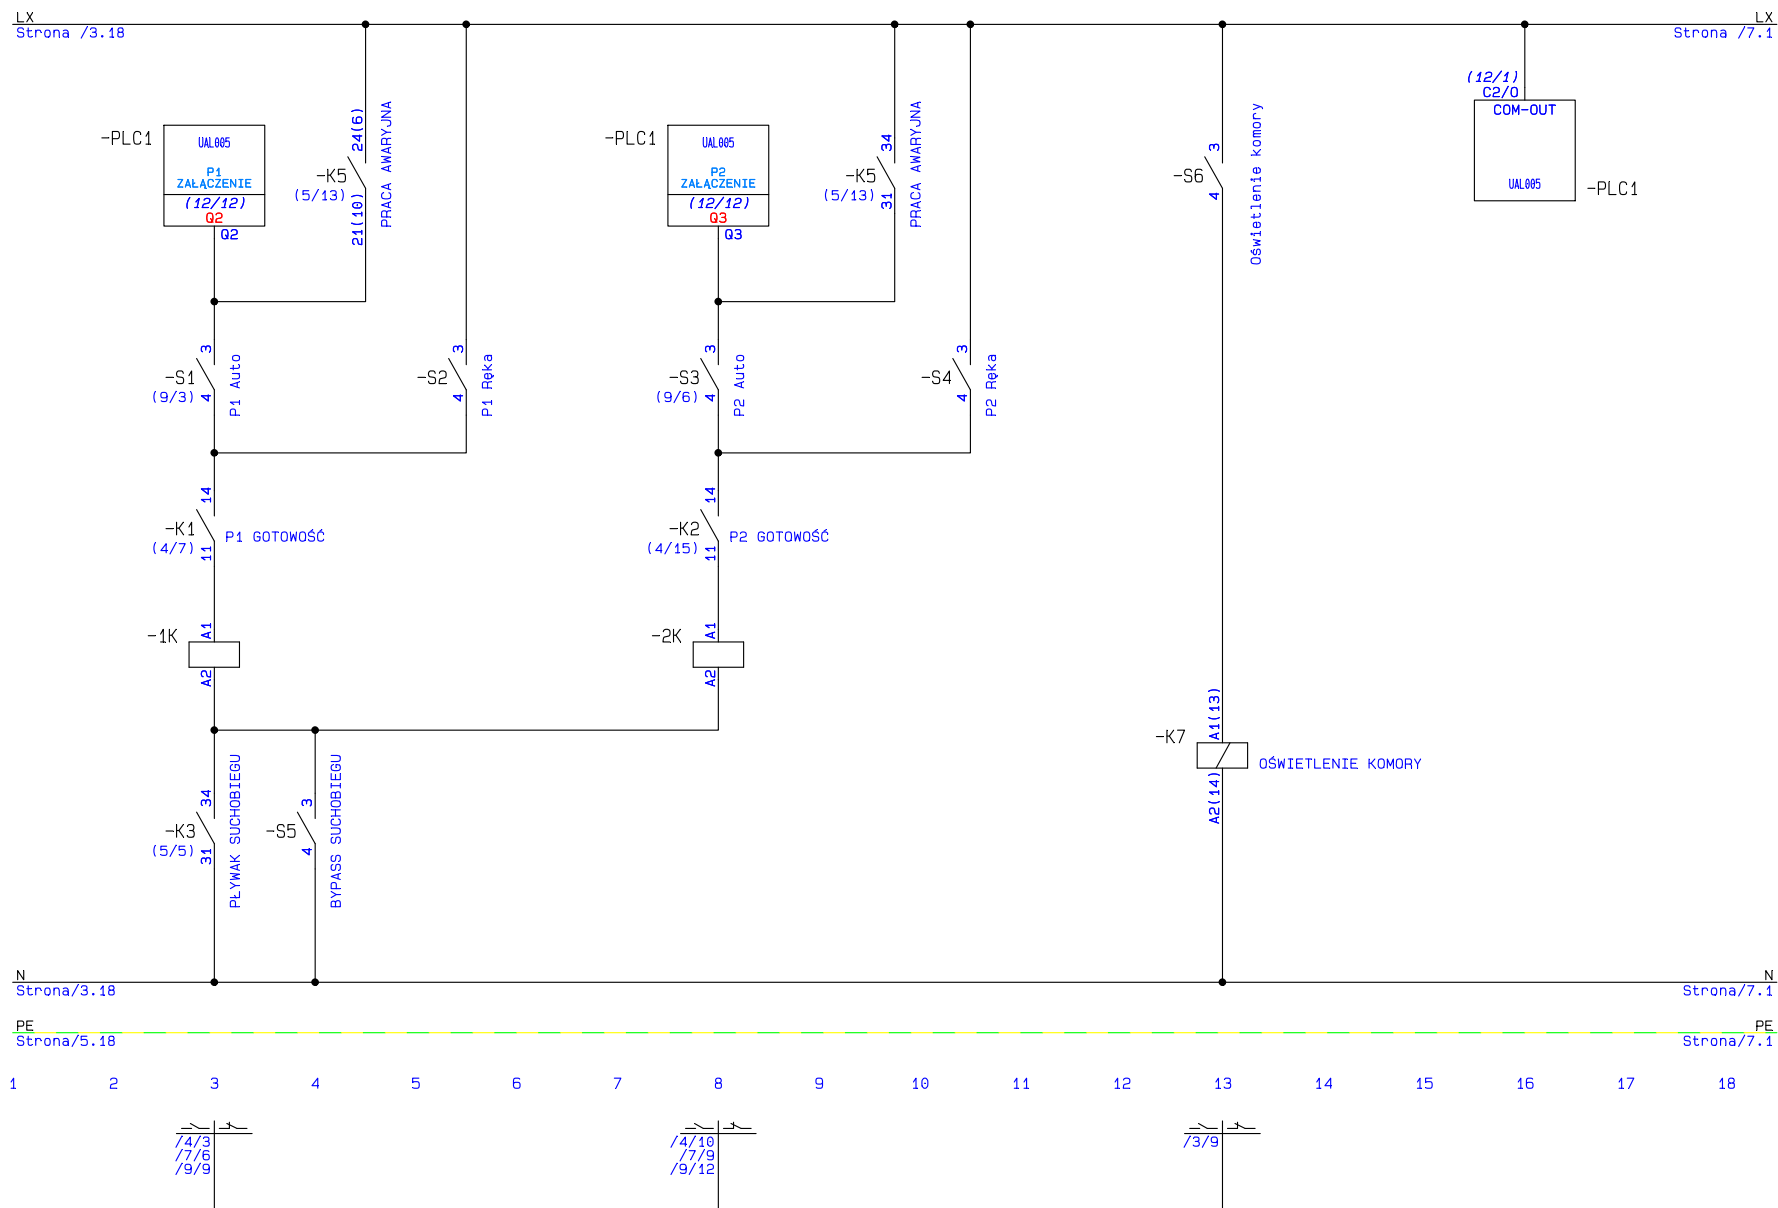 LX
Strona /3.18
LX
Strona /7.1
-PLC1
UAL005
P1
ZAŁĄCZENIE
(12/12)
Q2
Q2
24(6)
-K5
(5/13)
21(10)
PRACA AWARYJNA
-PLC1
UAL005
P2
ZAŁĄCZENIE
(12/12)
Q3
Q3
34
-K5
(5/13)
31
PRACA AWARYJNA
3
-S6
4
Oświetlenie komory
(12/1)
C2/0
COM-OUT
UAL005
-PLC1
3
-S1
(9/3)
4
P1 Auto
3
-S2
4
P1 Ręka
3
-S3
(9/6)
4
P2 Auto
3
-S4
4
P2 Ręka
14
-K1
(4/7)
11
P1 GOTOWOŚĆ
14
-K2
(4/15)
11
P2 GOTOWOŚĆ
-1K
A1
A2
-2K
A1
A2
-K7
A1(13)
A2(14)
OŚWIETLENIE KOMORY
34
-K3
(5/5)
31
PŁYWAK SUCHOBIEGU
3
-S5
4
BYPASS SUCHOBIEGU
N
Strona/3.18
N
Strona/7.1
PE
Strona/5.18
PE
Strona/7.1
1 2 3 4 5 6 7 8 9 10 11 12 13 14 15 16 17 18
/4/3
/7/6
/9/9
/4/10
/7/9
/9/12
/3/9